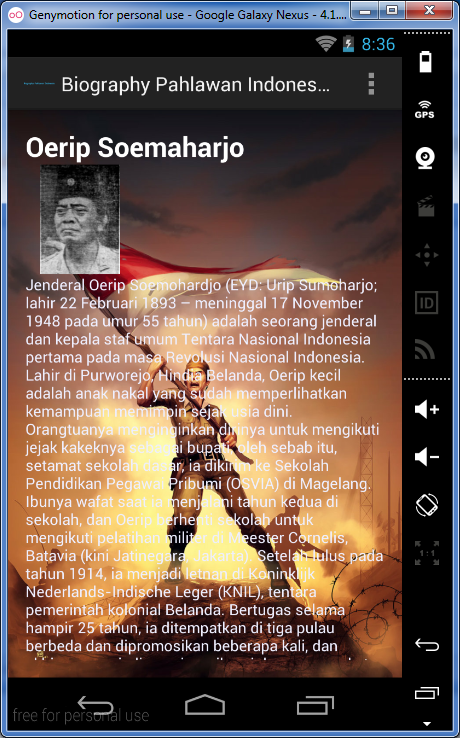 Genymotion for personal use - Google Galaxy Nexus - 4.1....
8:36
Biography Pahlawan Indones...
GPS
Oerip Soemaharjo
Jenderal Oerip Soemohardjo (EYD: Urip Sumoharjo;
lahir 22 Februari 1893 – meninggal 17 November
1948 pada umur 55 tahun) adalah seorang jenderal
dan kepala staf umum Tentara Nasional Indonesia
pertama pada masa Revolusi Nasional Indonesia.
Lahir di Purworejo, Hindia Belanda, Oerip kecil
adalah anak nakal yang sudah memperlihatkan
kemampuan memimpin sejak usia dini.
Orangtuanya menginginkan dirinya untuk mengikuti
jejak kakeknya sebagai bupati, oleh sebab itu,
setamat sekolah dasar, ia dikirim ke Sekolah
Pendidikan Pegawai Pribumi (OSVIA) di Magelang.
Ibunya wafat saat ia menjalani tahun kedua di
sekolah, dan Oerip berhenti sekolah untuk
mengikuti pelatihan militer di Meester Cornelis,
Batavia (kini Jatinegara, Jakarta). Setelah lulus pada
tahun 1914, ia menjadi letnan di Koninklijk
Nederlands-Indische Leger (KNIL), tentara
pemerintah kolonial Belanda. Bertugas selama
hampir 25 tahun, ia ditempatkan di tiga pulau
berbeda dan dipromosikan beberapa kali, dan
ID
1:1
free for personal use